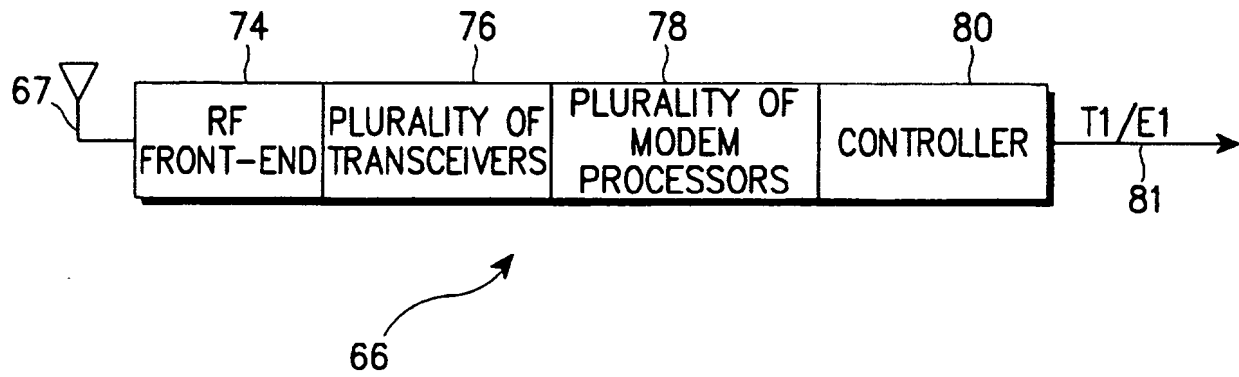 74 76 78 80
67
RF
FRONT-END
PLURALITY OF
TRANSCEIVERS
PLURALITY OF
MODEM
PROCESSORS
CONTROLLER
T1/E1
81
66